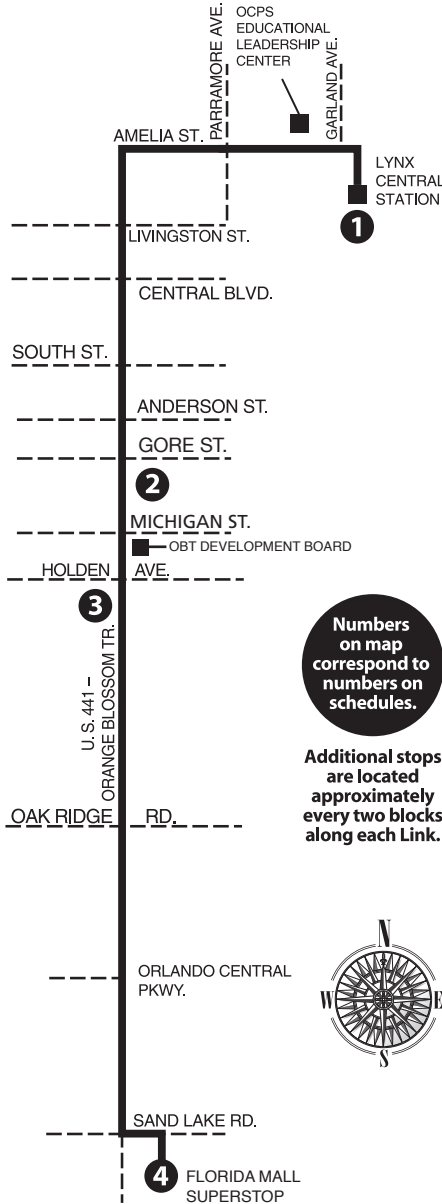 PARRAMORE AVE.
OCPS
EDUCATIONAL
LEADERSHIP
CENTER
GARLAND AVE.
AMELIA ST.
LYNX
CENTRAL
STATION
1
LIVINGSTON ST.
CENTRAL BLVD.
SOUTH ST.
ANDERSON ST.
GORE ST.
2
MICHIGAN ST.
OBT DEVELOPMENT BOARD
HOLDEN AVE.
3
U. S. 441 –
ORANGE BLOSSOM TR.
Numbers
on map
correspond to
numbers on
schedules.
Additional stops
are located
approximately
every two blocks
along each Link.
OAK RIDGE RD.
N
W E
S
ORLANDO CENTRAL
PKWY.
SAND LAKE RD.
4
FLORIDA MALL
SUPERSTOP